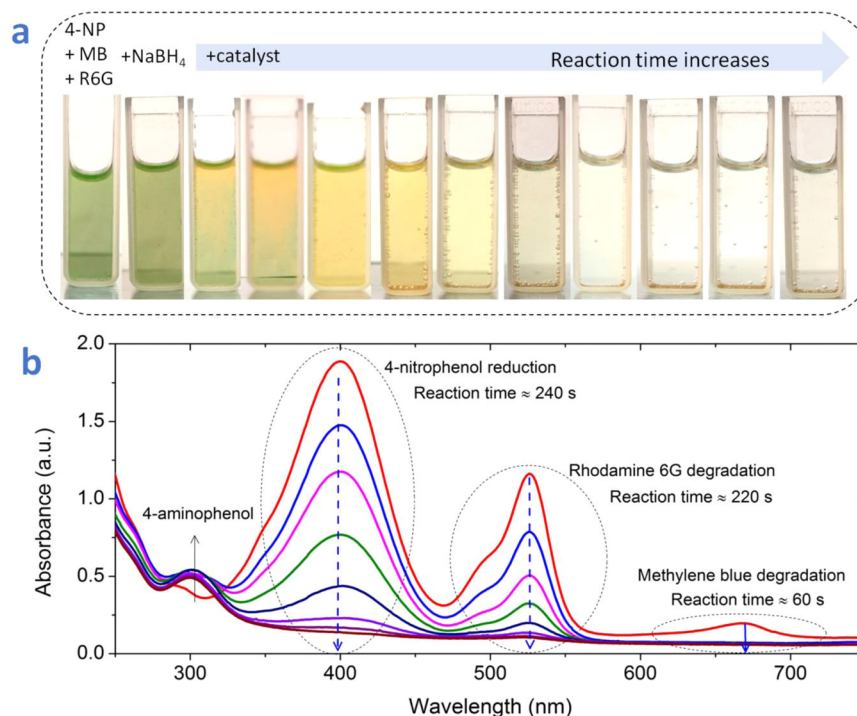 a
4-NP
+ MB
+ R6G
+NaBH₄
+catalyst
Reaction time increases
b
2.0
1.5
1.0
0.5
0.0
Absorbance (a.u.)
4-nitrophenol reduction
Reaction time ≈ 240 s
Rhodamine 6G degradation
Reaction time ≈ 220 s
4-aminophenol
Methylene blue degradation
Reaction time ≈ 60 s
300
400
500
600
700
Wavelength (nm)